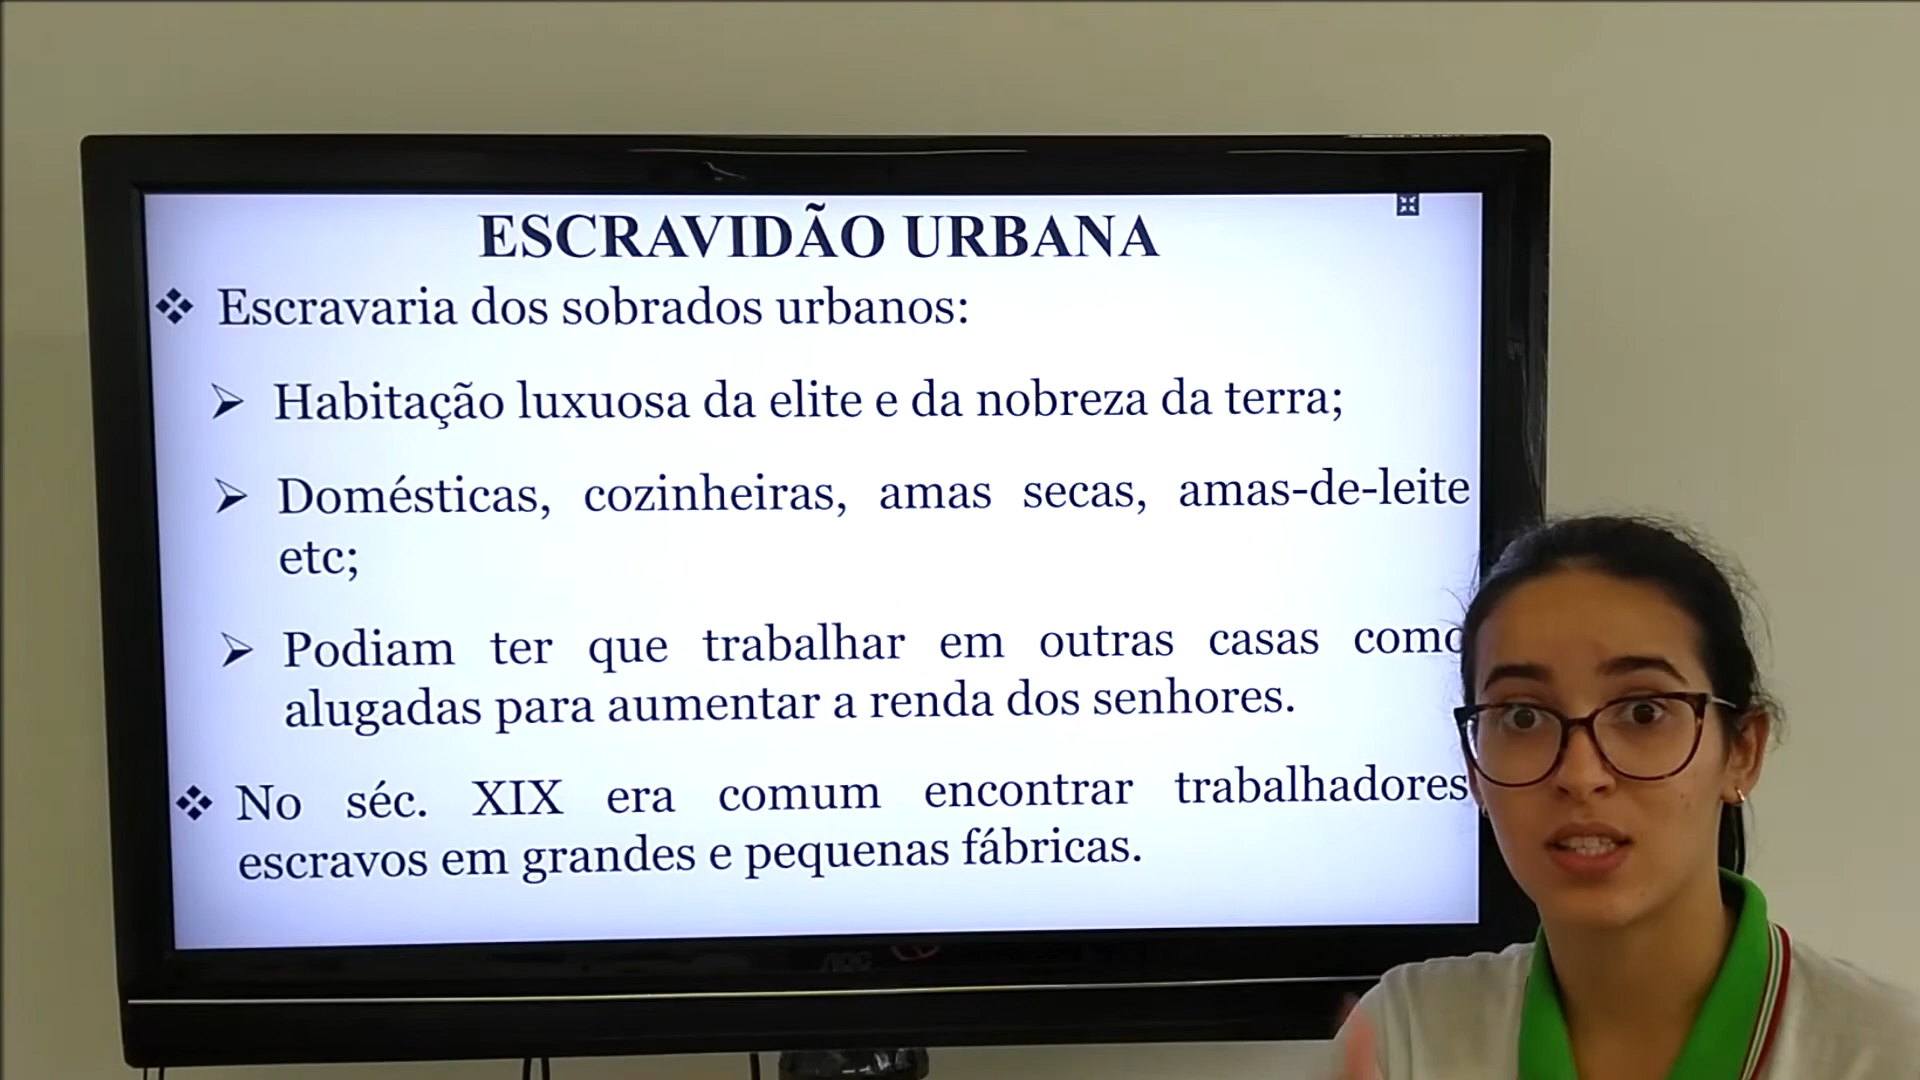 ESCRAVIDÃO URBANA
Escravaria dos sobrados urbanos:
Habitação luxuosa da elite e da nobreza da terra;
Domésticas, cozinheiras, amas secas, amas-de-leite
etc;
Podiam ter que trabalhar em outras casas como
alugadas para aumentar a renda dos senhores.
No séc. XIX era comum encontrar trabalhadores
escravos em grandes e pequenas fábricas.
AOC